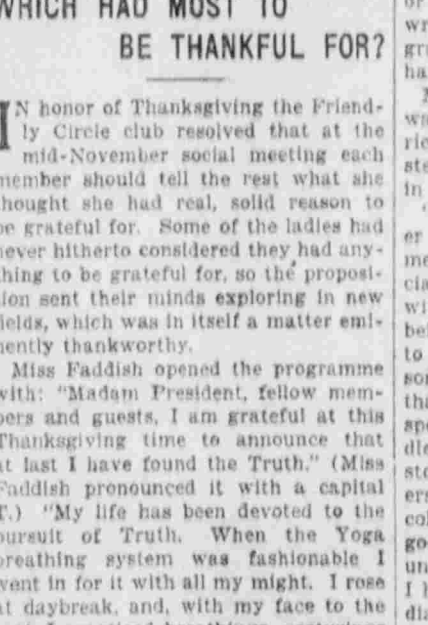 WHICH HAD MOST TO
BE THANKFUL FOR?
IN honor of Thanksgiving the Friend-
ly Circle club resolved that at the
mid-November social meeting each
member should tell the rest what she
thought she had real, solid reason to
be grateful for. Some of the ladies had
never hitherto considered they had any-
thing to be grateful for, so the proposi-
tion sent their minds exploring in new
fields, which was in itself a matter emi-
nently thankworthy.
Miss Faddish opened the programme
with: "Madam President, fellow mem-
bers and guests, I am grateful at this
Thanksgiving time to announce that
at last I have found the Truth." (Miss
Faddish pronounced it with a capital
T.) "My life has been devoted to the
pursuit of Truth. When the Yoga
breathing system was fashionable I
went in for it with all my might. I rose
at daybreak, and, with my face to the